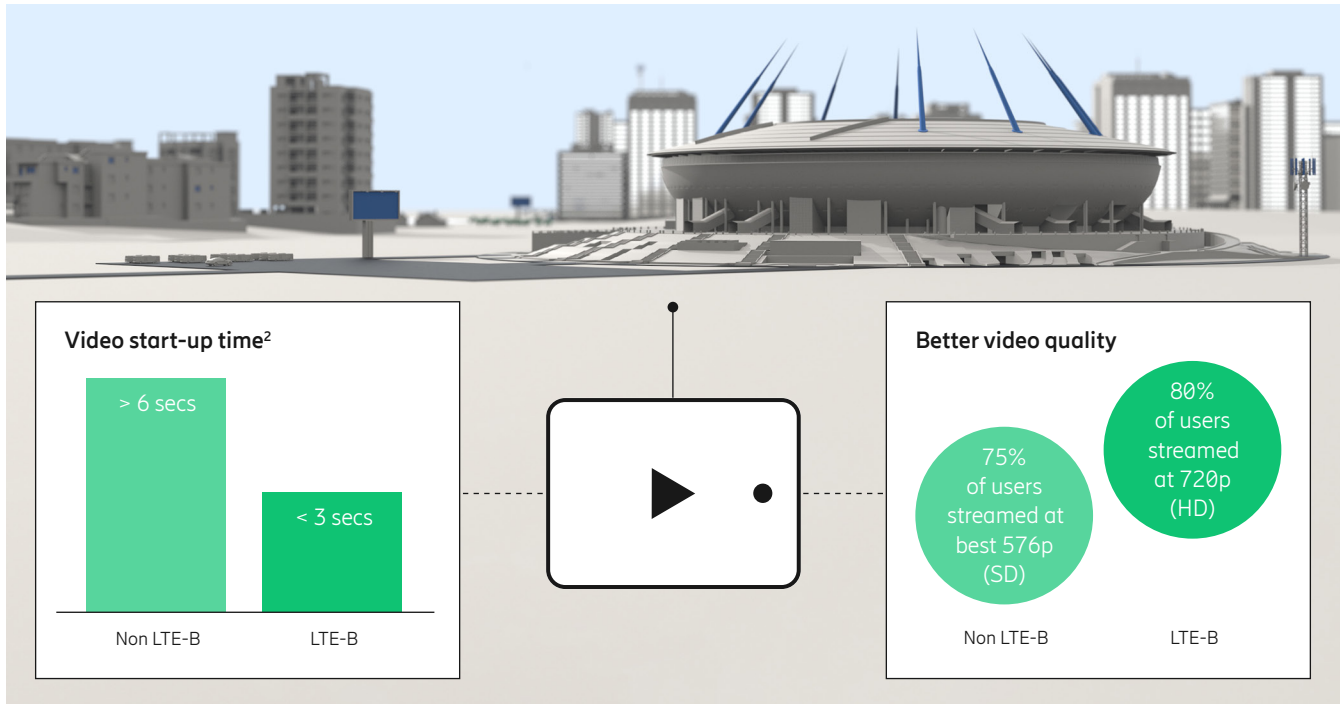 Video start-up time²
> 6 secs
< 3 secs
Non LTE-B
LTE-B
Better video quality
75%
of users
streamed at
best 576p
(SD)
80%
of users
streamed
at 720p
(HD)
Non LTE-B
LTE-B